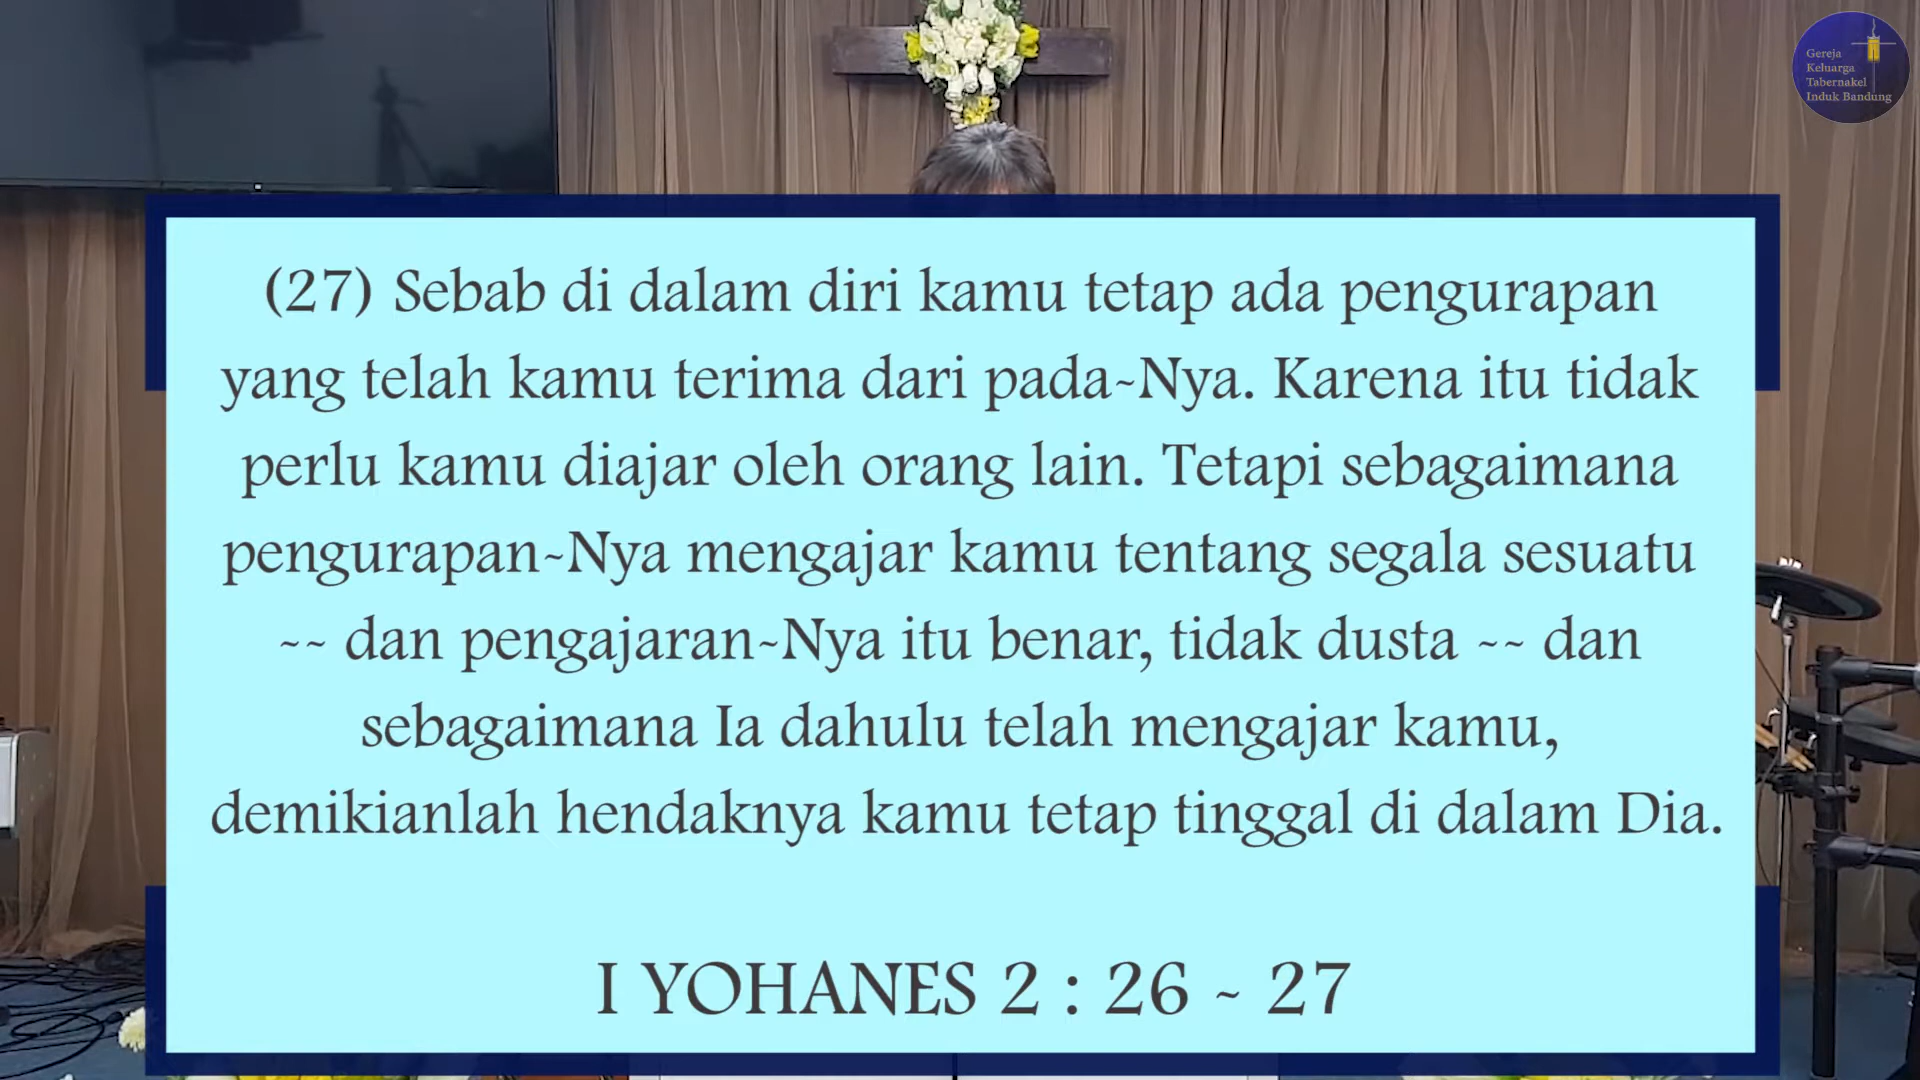 Gereja
Keluarga
Tabernakel
Induk Bandung
(27) Sebab di dalam diri kamu tetap ada pengurapan
yang telah kamu terima dari pada-Nya. Karena itu tidak
perlu kamu diajar oleh orang lain. Tetapi sebagaimana
pengurapan-Nya mengajar kamu tentang segala sesuatu
-- dan pengajaran-Nya itu benar, tidak dusta -- dan
sebagaimana Ia dahulu telah mengajar kamu,
demikianlah hendaknya kamu tetap tinggal di dalam Dia.
I YOHANES 2 : 26 - 27